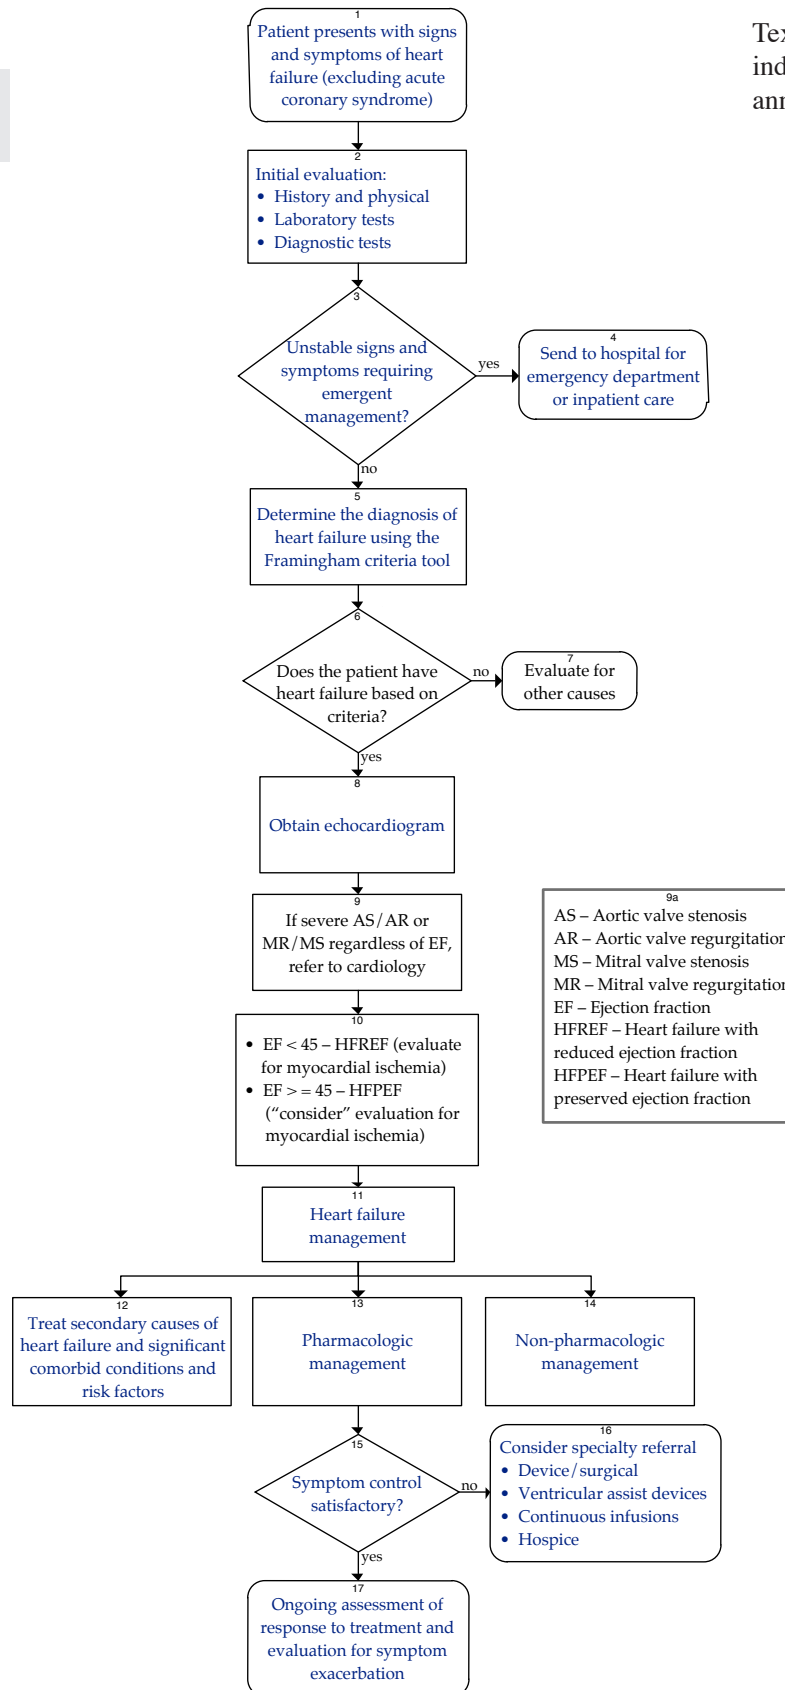 1
Patient presents with signs
and symptoms of heart
failure (excluding acute
coronary syndrome)
2
Initial evaluation:
• History and physical
• Laboratory tests
• Diagnostic tests
3
Unstable signs and
symptoms requiring
emergent
management?
yes
4
Send to hospital for
emergency department
or inpatient care
no
5
Determine the diagnosis of
heart failure using the
Framingham criteria tool
6
Does the patient have
heart failure based on
criteria?
no
7
Evaluate for
other causes
yes
8
Obtain echocardiogram
9
If severe AS/AR or
MR/MS regardless of EF,
refer to cardiology
9a
AS – Aortic valve stenosis
AR – Aortic valve regurgitation
MS – Mitral valve stenosis
MR – Mitral valve regurgitation
EF – Ejection fraction
HFREF – Heart failure with
reduced ejection fraction
HFPEF – Heart failure with
preserved ejection fraction
10
• EF < 45 – HFREF (evaluate
for myocardial ischemia)
• EF > = 45 – HFPEF
(“consider” evaluation for
myocardial ischemia)
11
Heart failure
management
12
Treat secondary causes of
heart failure and significant
comorbid conditions and
risk factors
13
Pharmacologic
management
14
Non-pharmacologic
management
15
Symptom control
satisfactory?
no
16
Consider specialty referral
• Device/surgical
• Ventricular assist devices
• Continuous infusions
• Hospice
yes
17
Ongoing assessment of
response to treatment and
evaluation for symptom
exacerbation